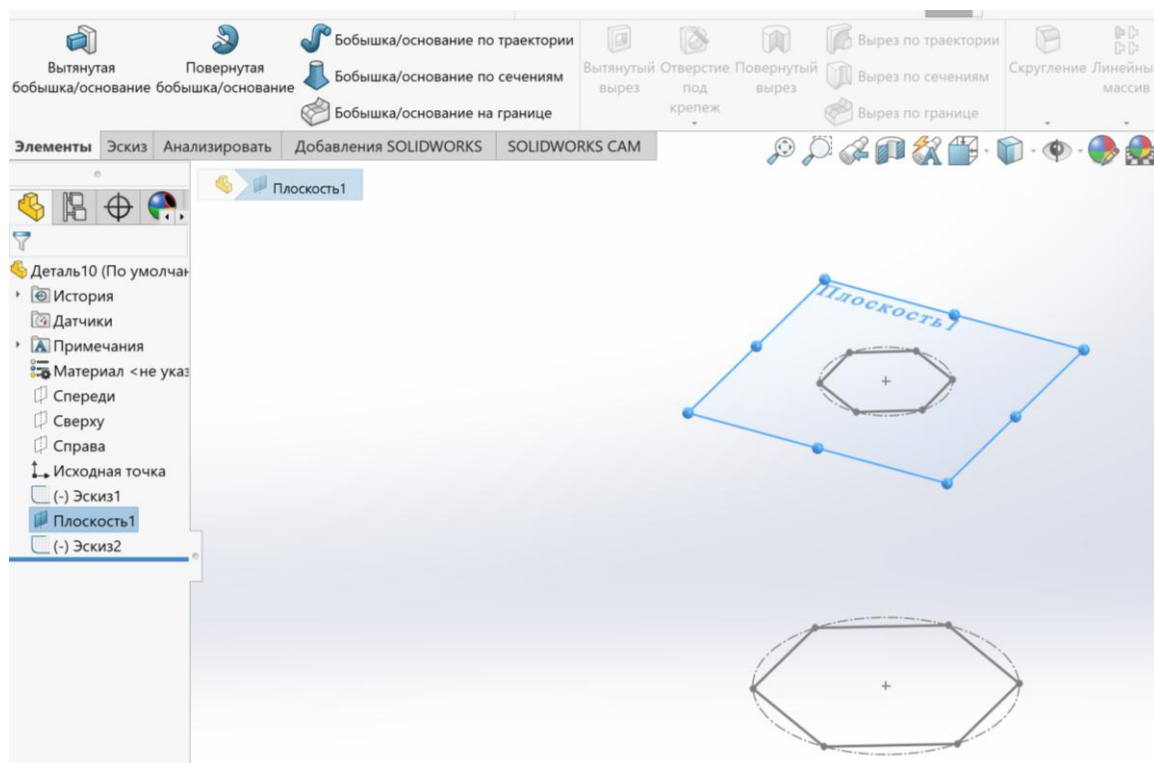 Вытянутая
бобышка/основание
Повернутая
бобышка/основание
Бобышка/основание по траектории
Бобышка/основание по сечениям
Бобышка/основание на границе
Вытянутый
вырез
Отверстие
под
крепеж
Повернутый
вырез
Вырез по траектории
Вырез по сечениям
Вырез по границе
Скругление
Линейны
массив
Элементы
Эскиз
Анализировать
Добавления SOLIDWORKS
SOLIDWORKS CAM
Плоскость1
Деталь10 (По умолчан
История
Датчики
Примечания
Материал <не указ
Спереди
Сверху
Справа
Исходная точка
(-) Эскиз1
Плоскость1
(-) Эскиз2
Плоскость1